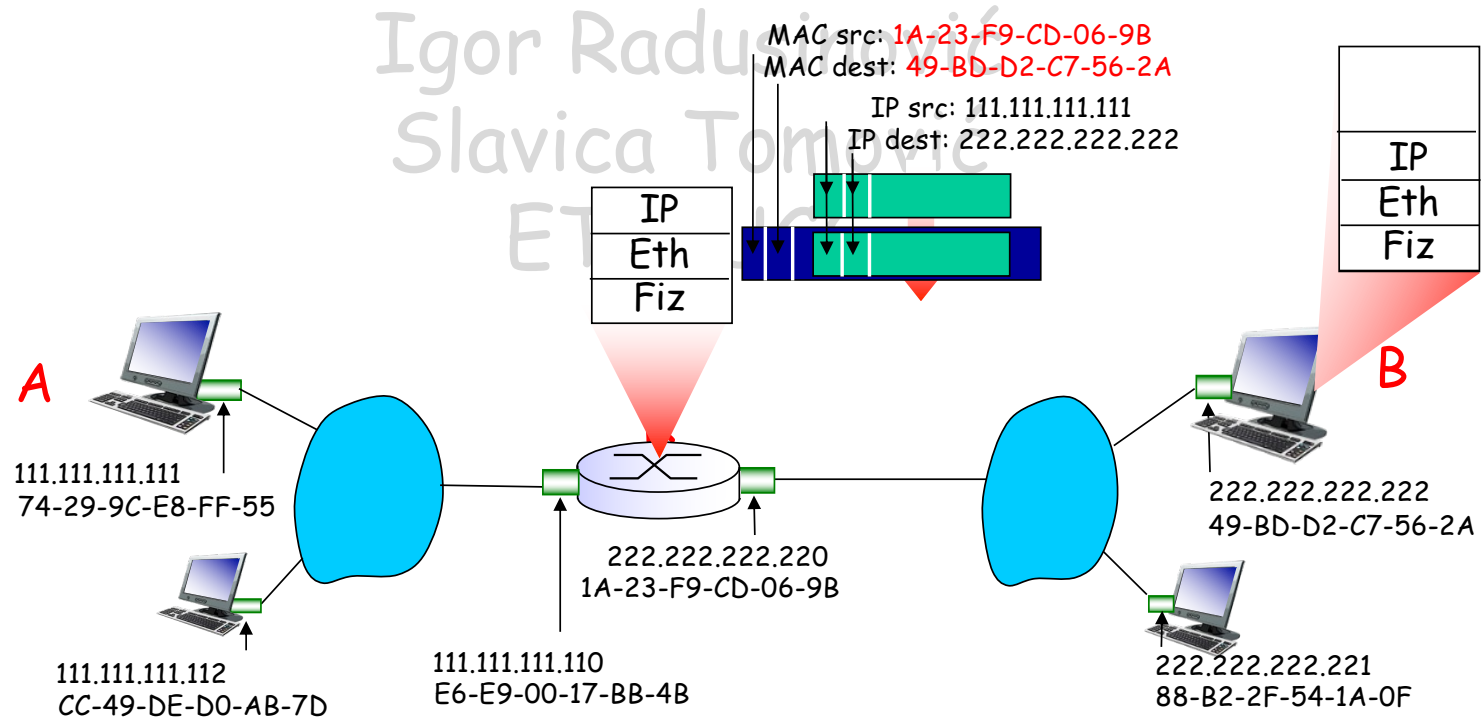 Igor Radusinović
Slavica Tomović
MAC src: 1A-23-F9-CD-06-9B
MAC dest: 49-BD-D2-C7-56-2A
IP src: 111.111.111.111
IP dest: 222.222.222.222
IP
Eth
Fiz
IP
Eth
Fiz
A
B
111.111.111.111
74-29-9C-E8-FF-55
222.222.222.222
49-BD-D2-C7-56-2A
222.222.222.220
1A-23-F9-CD-06-9B
111.111.111.112
CC-49-DE-D0-AB-7D
111.111.111.110
E6-E9-00-17-BB-4B
222.222.222.221
88-B2-2F-54-1A-0F